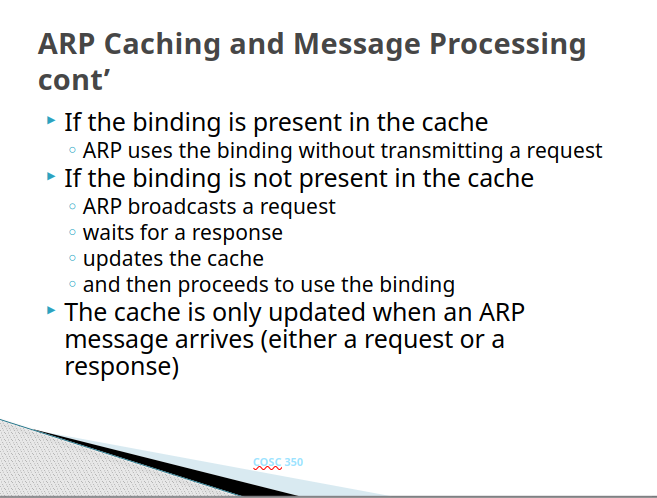 ARP Caching and Message Processing
cont’
If the binding is present in the cache
ARP uses the binding without transmitting a request
If the binding is not present in the cache
ARP broadcasts a request
waits for a response
updates the cache
and then proceeds to use the binding
The cache is only updated when an ARP
message arrives (either a request or a
response)
COSC 350